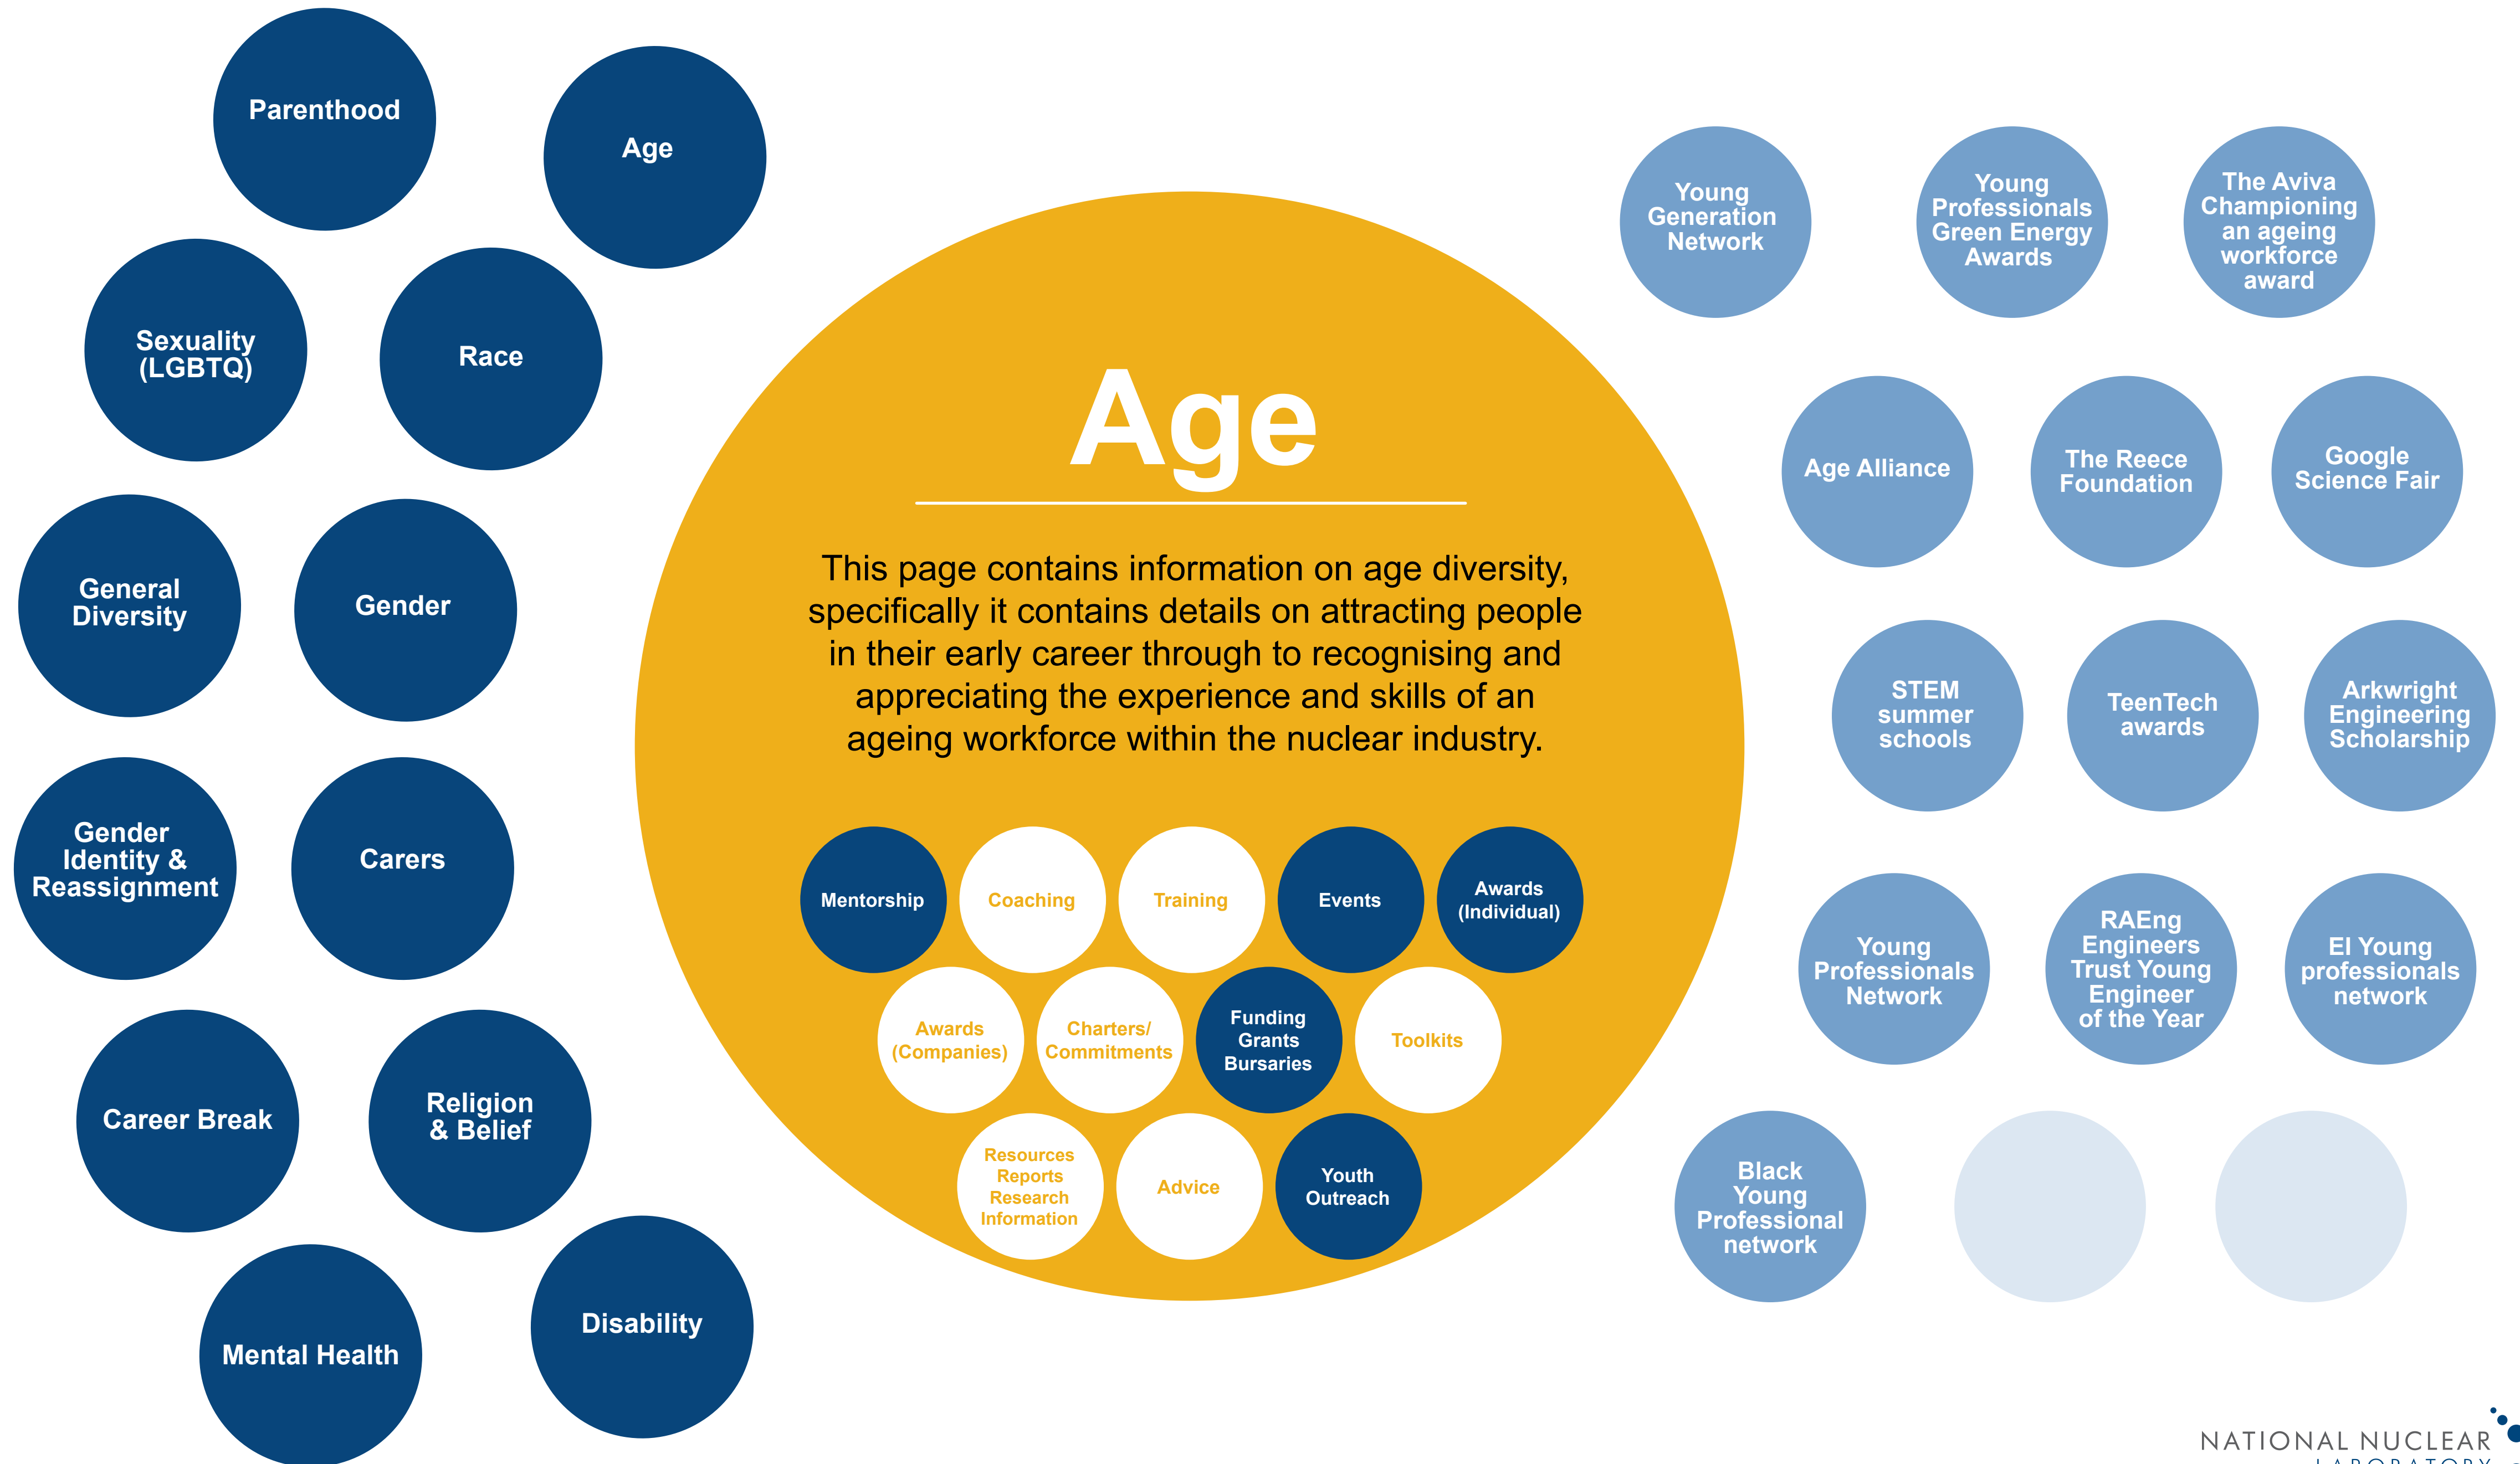 Parenthood
Age
Sexuality
(LGBTQ)
Race
General
Diversity
Gender
Gender
Identity &
Reassignment
Carers
Career Break
Religion
& Belief
Mental Health
Disability
Age
This page contains information on age diversity,
specifically it contains details on attracting people
in their early career through to recognising and
appreciating the experience and skills of an
ageing workforce within the nuclear industry.
Mentorship
Coaching
Training
Events
Awards
(Individual)
Awards
(Companies)
Charters/
Commitments
Funding
Grants
Bursaries
Toolkits
Resources
Reports
Research
Information
Advice
Youth
Outreach
Young
Generation
Network
Young
Professionals
Green Energy
Awards
The Aviva
Championing
an ageing
workforce
award
Age Alliance
The Reece
Foundation
Google
Science Fair
STEM
summer
schools
TeenTech
awards
Arkwright
Engineering
Scholarship
Young
Professionals
Network
RAEng
Engineers
Trust Young
Engineer
of the Year
EI Young
professionals
network
Black
Young
Professional
network
NATIONAL NUCLEAR
LABORATORY